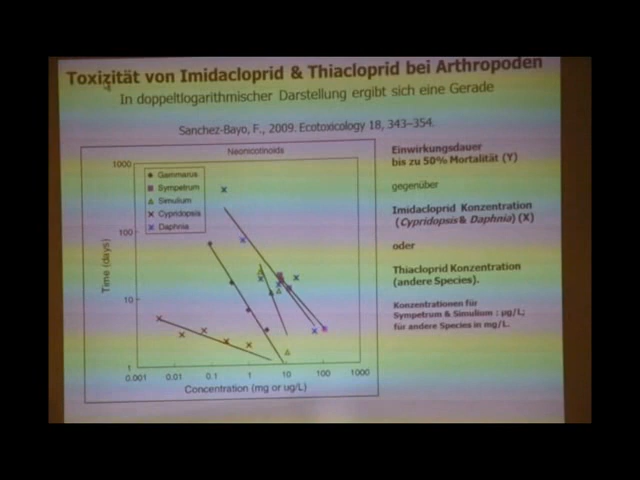 Toxizität von Imidacloprid & Thiacloprid bei Arthropoden
In doppeltlogarithmischer Darstellung ergibt sich eine Gerade
Sanchez-Bayo, F., 2009. Ecotoxicology 18, 343–354.
Neonicotinoids
1000
100
10
1
Time (days)
Gammarus
Sympetrum
Simulium
Cypridopsis
Daphnia
0.001 0.01 0.1 1 10 100 1000
Concentration (mg or ug/L)
Einwirkungsdauer
bis zu 50% Mortalität (Y)
gegenüber
Imidacloprid Konzentration
(Cypridopsis & Daphnia) (X)
oder
Thiacloprid Konzentration
(andere Species).
Konzentrationen für
Sympetrum & Simulium : µg/L;
für andere Species in mg/L.